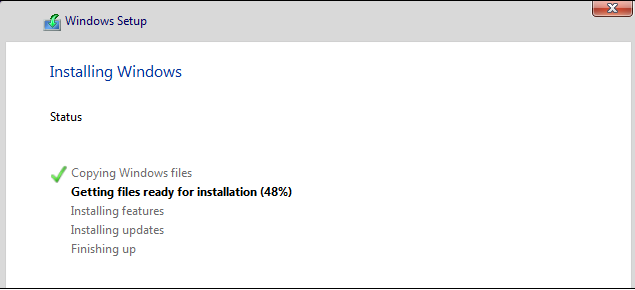 Windows Setup
Installing Windows
Status
Copying Windows files
Getting files ready for installation (48%)
Installing features
Installing updates
Finishing up